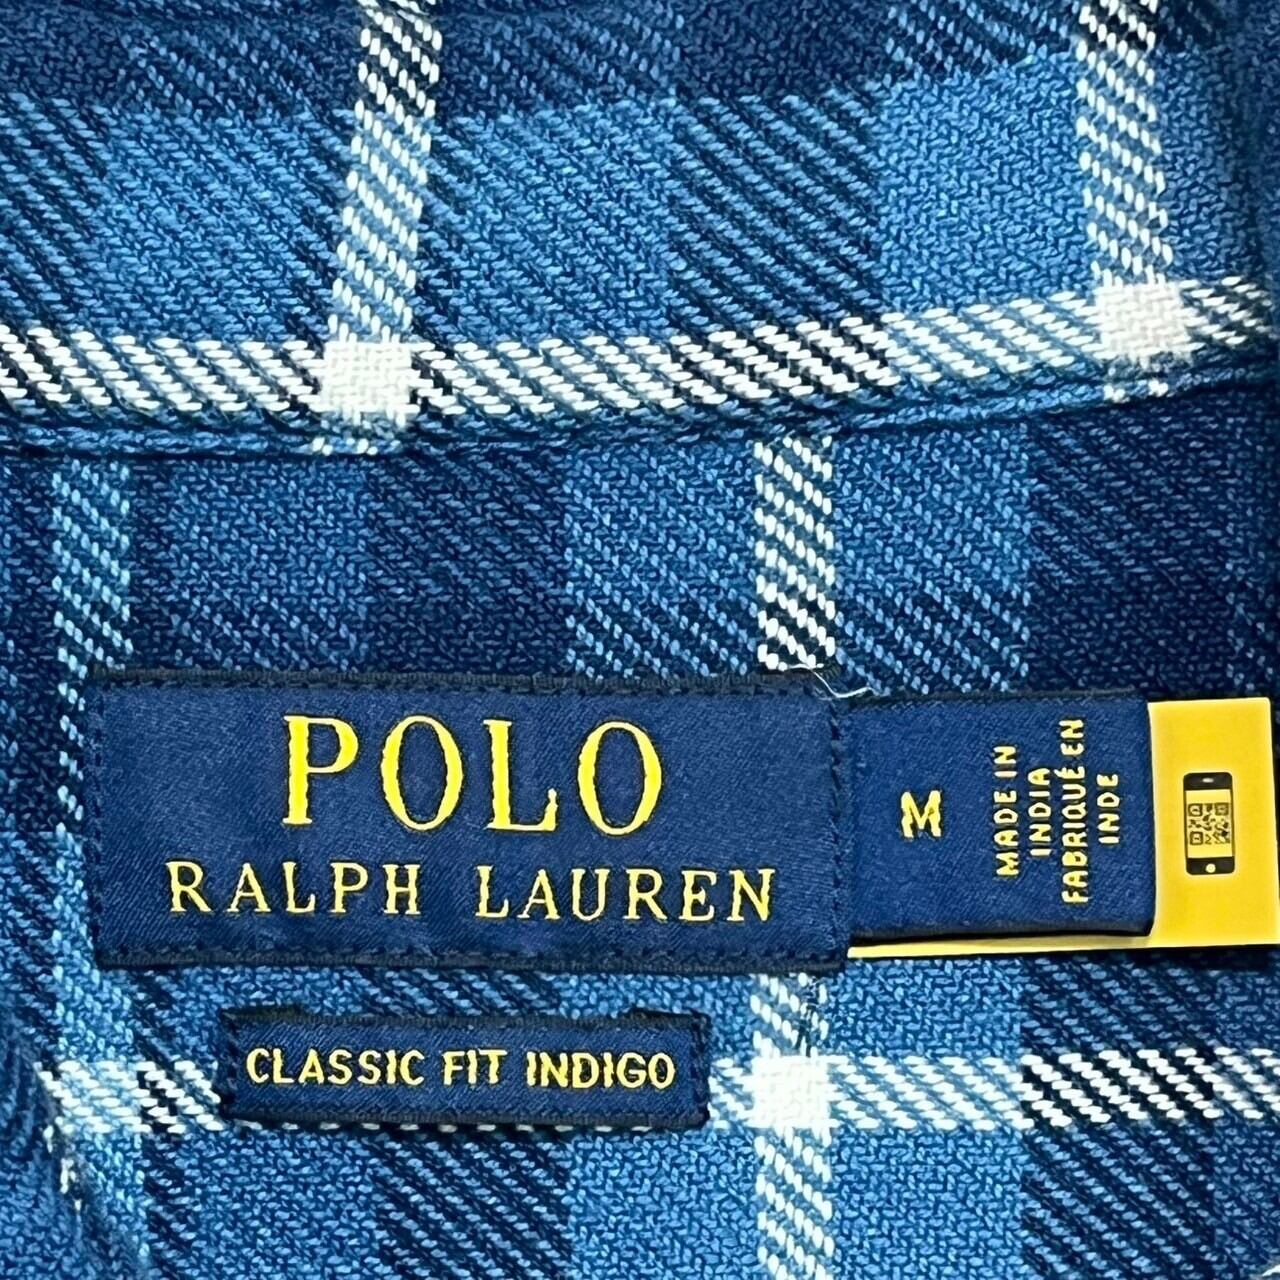 POLO
RALPH LAUREN
M
MADE IN
INDIA
FABRIQUÉ EN
INDE
CLASSIC FIT INDIGO